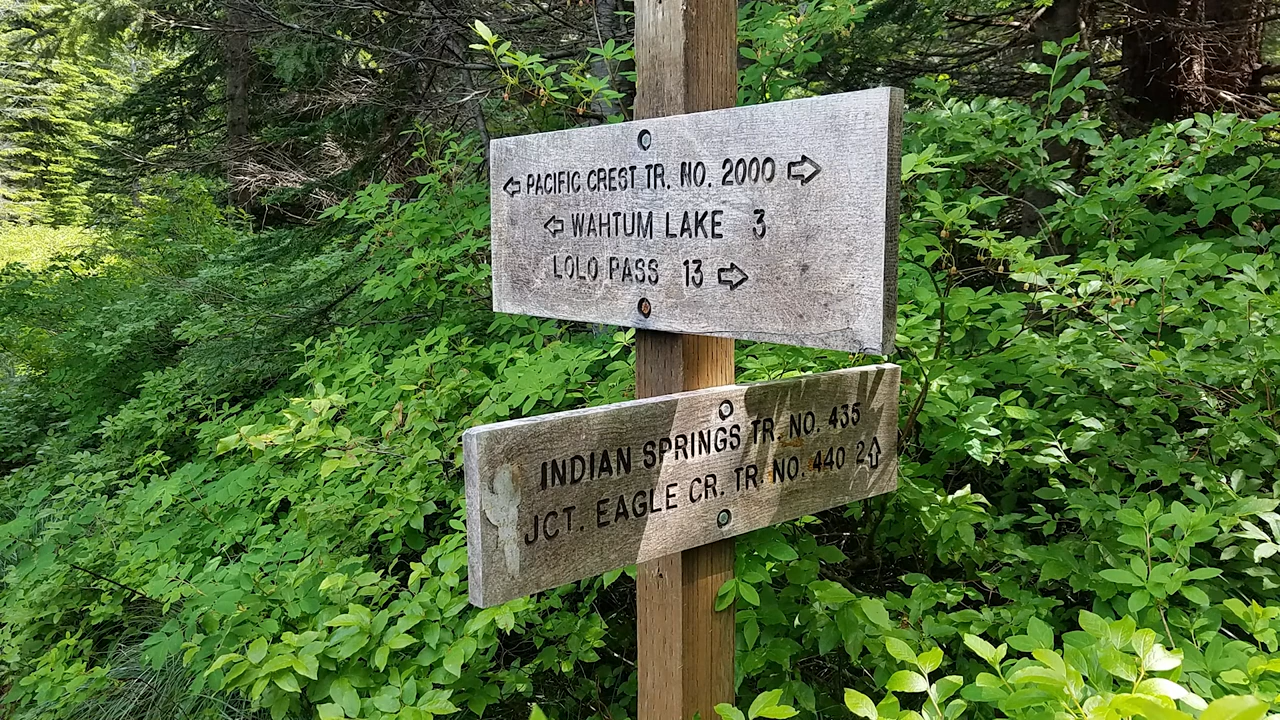 ⇦ PACIFIC CREST TR. NO. 2000 ⇨
⇦ WAHTUM LAKE 3
LOLO PASS 13 ⇨
INDIAN SPRINGS TR. NO. 435
JCT. EAGLE CR. TR. NO. 440 2 ⇧